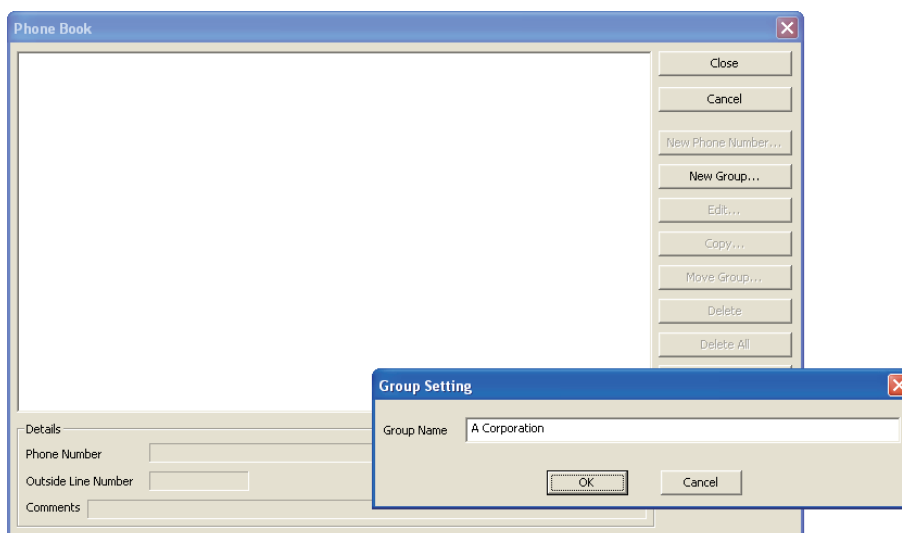 Phone Book
Close
Cancel
New Phone Number...
New Group...
Edit...
Copy...
Move Group...
Delete
Delete All
Group Setting
Group Name A Corporation
OK Cancel
Details
Phone Number
Outside Line Number
Comments